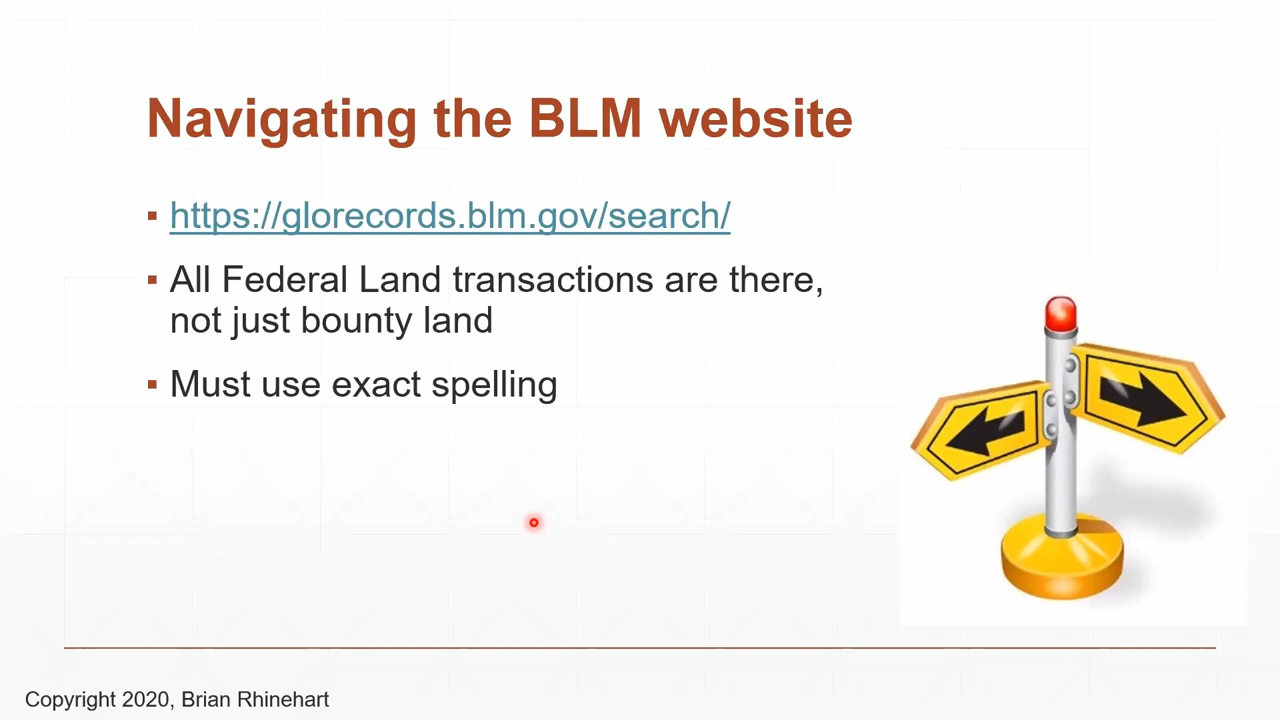 Navigating the BLM website
▪ https://glorecords.blm.gov/search/
▪ All Federal Land transactions are there,
not just bounty land
▪ Must use exact spelling
Copyright 2020, Brian Rhinehart